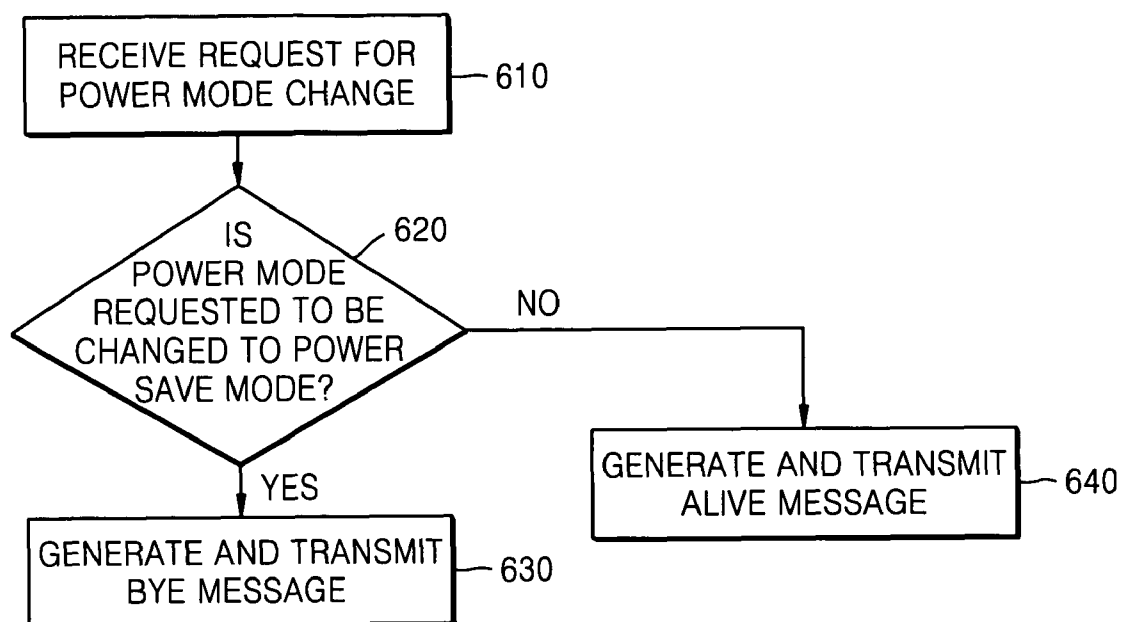 RECEIVE REQUEST FOR
POWER MODE CHANGE
610
IS
POWER MODE
REQUESTED TO BE
CHANGED TO POWER
SAVE MODE?
620
NO
YES
GENERATE AND TRANSMIT
ALIVE MESSAGE
640
GENERATE AND TRANSMIT
BYE MESSAGE
630